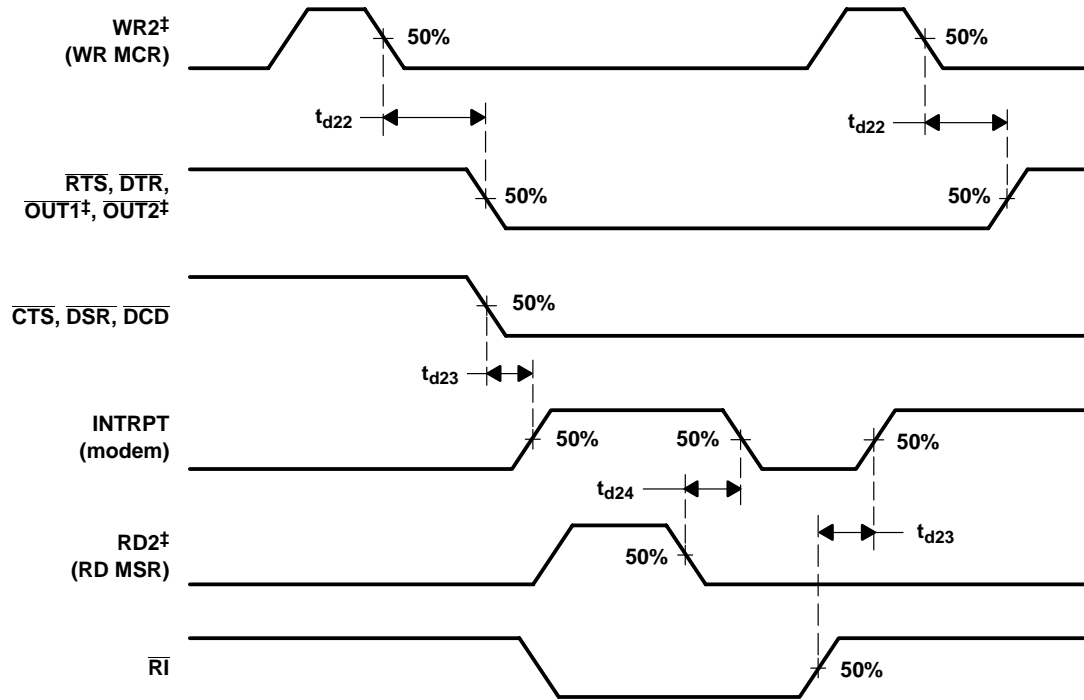 WR2‡
(WR MCR)
50%
50%
td22
td22
RTS, DTR,
OUT1‡, OUT2‡
50%
50%
CTS, DSR, DCD
50%
td23
INTRPT
(modem)
50%
50%
50%
td24
td23
RD2‡
(RD MSR)
50%
RI
50%